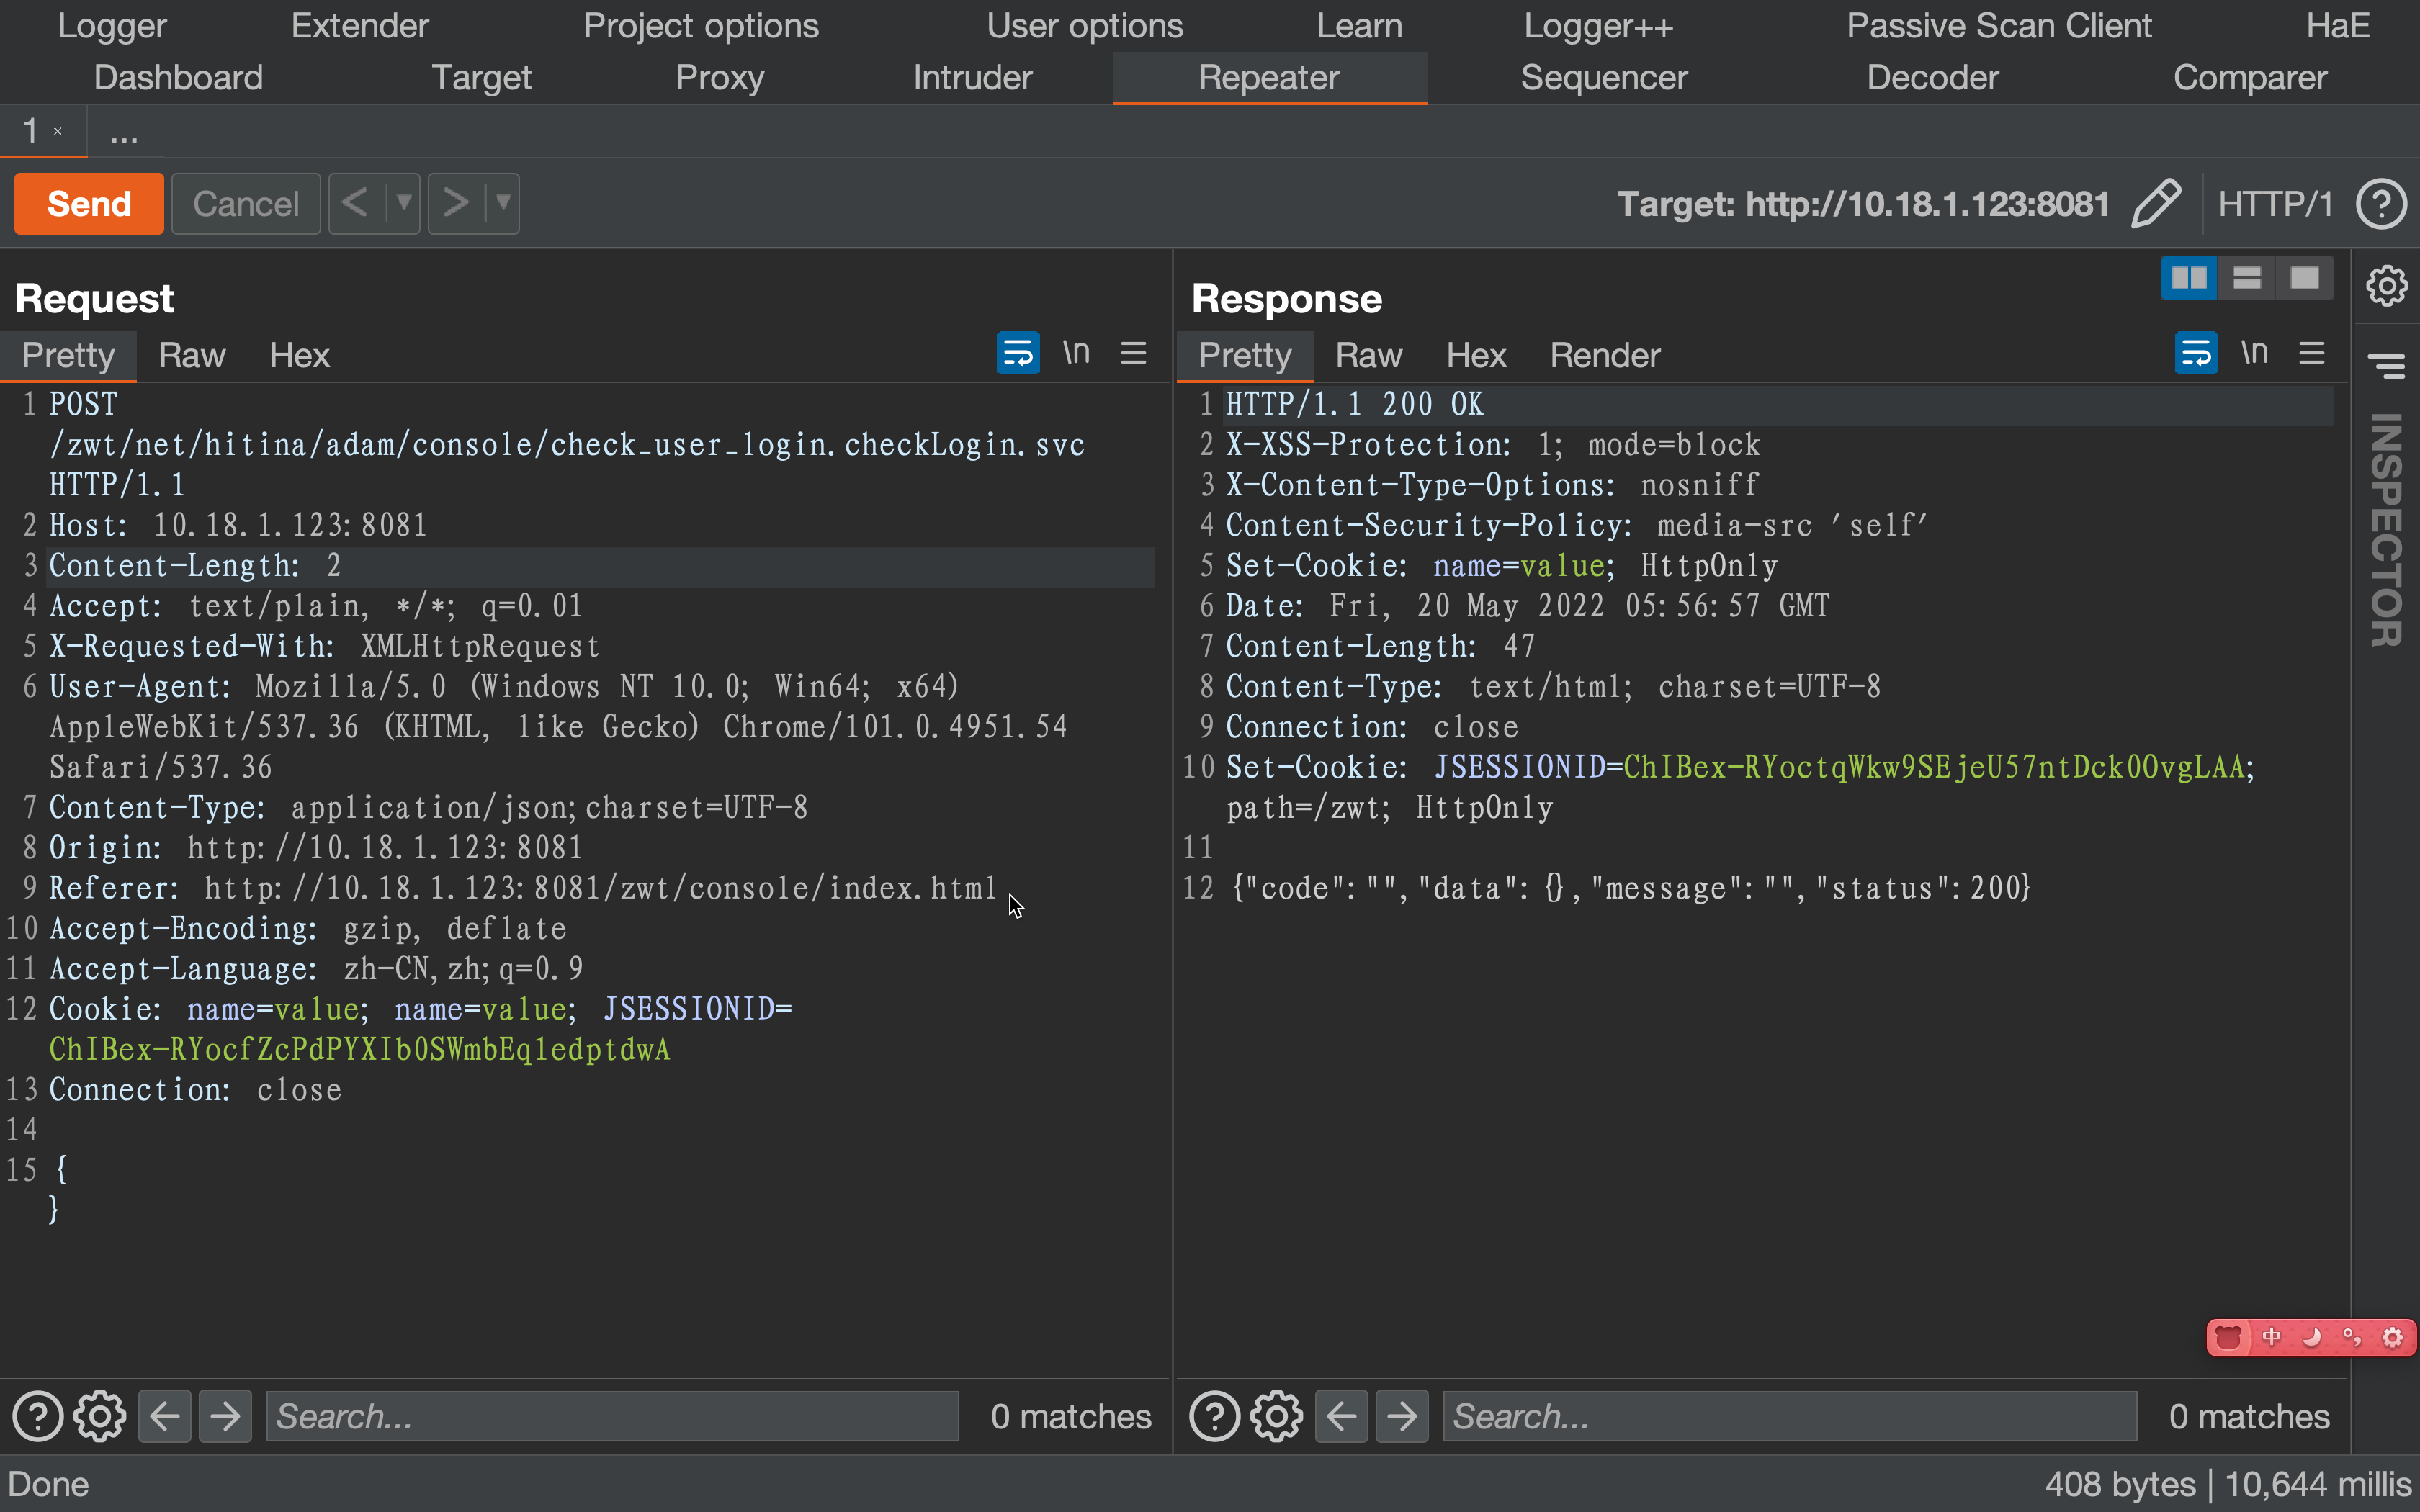 Logger Extender Project options User options Learn Logger++ Passive Scan Client HaE
Dashboard Target Proxy Intruder Repeater Sequencer Decoder Comparer
1 × ...
Send Cancel < > Target: http://10.18.1.123:8081 HTTP/1 ?
Request
Pretty Raw Hex \n
1 POST
/zwt/net/hitina/adam/console/check_user_login.checkLogin.svc
HTTP/1.1
2 Host: 10.18.1.123:8081
3 Content-Length: 2
4 Accept: text/plain, */*; q=0.01
5 X-Requested-With: XMLHttpRequest
6 User-Agent: Mozilla/5.0 (Windows NT 10.0; Win64; x64)
AppleWebKit/537.36 (KHTML, like Gecko) Chrome/101.0.4951.54
Safari/537.36
7 Content-Type: application/json;charset=UTF-8
8 Origin: http://10.18.1.123:8081
9 Referer: http://10.18.1.123:8081/zwt/console/index.html
10 Accept-Encoding: gzip, deflate
11 Accept-Language: zh-CN,zh;q=0.9
12 Cookie: name=value; name=value; JSESSIONID=
ChIBex-RYocfZcPdPYXIb0SWmbEq1edptdwA
13 Connection: close
14
15 {
}
? Search... 0 matches
Response
Pretty Raw Hex Render \n
1 HTTP/1.1 200 OK
2 X-XSS-Protection: 1; mode=block
3 X-Content-Type-Options: nosniff
4 Content-Security-Policy: media-src 'self'
5 Set-Cookie: name=value; HttpOnly
6 Date: Fri, 20 May 2022 05:56:57 GMT
7 Content-Length: 47
8 Content-Type: text/html; charset=UTF-8
9 Connection: close
10 Set-Cookie: JSESSIONID=ChIBex-RYoctqWkw9SEjeU57ntDck0OvgLAA;
path=/zwt; HttpOnly
11
12 {"code":"","data":{},"message":"","status":200}
? Search... 0 matches
INSPECTOR
中 °,
Done 408 bytes | 10,644 millis